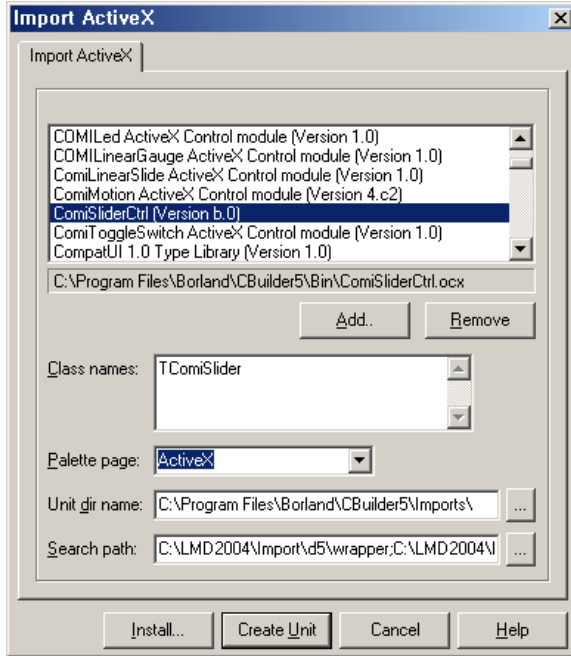 Import ActiveX
Import ActiveX
COMILed ActiveX Control module (Version 1.0)
COMILinearGauge ActiveX Control module (Version 1.0)
ComiLinearSlide ActiveX Control module (Version 1.0)
ComiMotion ActiveX Control module (Version 4.c2)
ComiSliderCtrl (Version b.0)
ComiToggleSwitch ActiveX Control module (Version 1.0)
CompatUI 1.0 Type Library (Version 1.0)
C:\Program Files\Borland\CBuilder5\Bin\ComiSliderCtrl.ocx
Add.. Remove
Class names: TComiSlider
Palette page: ActiveX
Unit dir name: C:\Program Files\Borland\CBuilder5\Imports\ ...
Search path: C:\LMD2004\Import\d5\wrapper;C:\LMD2004\I ...
Install... Create Unit Cancel Help